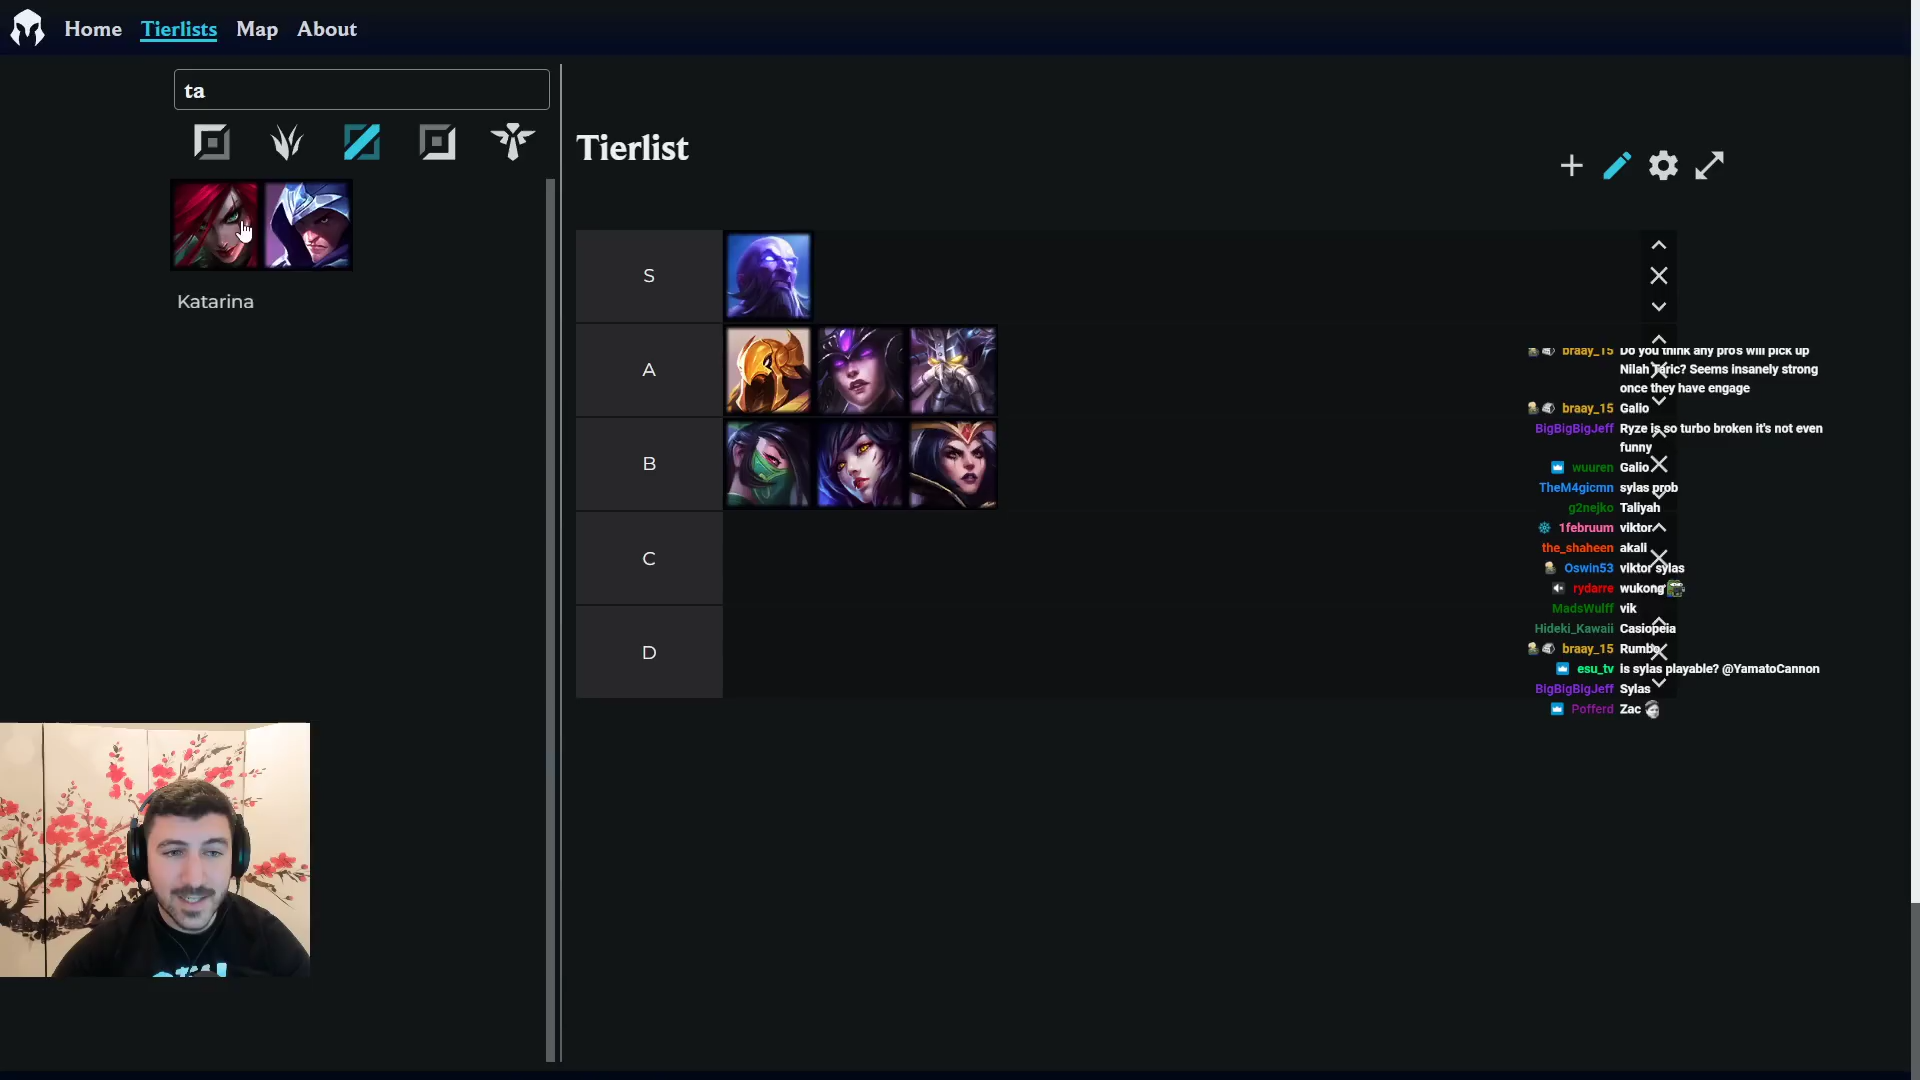 Home Tierlists Map About
ta
Katarina
Tierlist
S
A
B
C
D
braay_15 Do you think any pros will pick up
Nilah Taric? Seems insanely strong
once they have engage
braay_15 Galio
BigBigBigJeff Ryze is so turbo broken it's not even
funny
wuuren Galio
TheM4gicmn sylas prob
g2nejko Taliyah
1februum viktor
the_shaheen akali
Oswin53 viktor sylas
rydarre wukong
MadsWulff vik
Hideki_Kawaii Casiopeia
braay_15 Rumbo
esu_tv is sylas playable? @YamatoCannon
BigBigBigJeff Sylas
Pofferd Zac